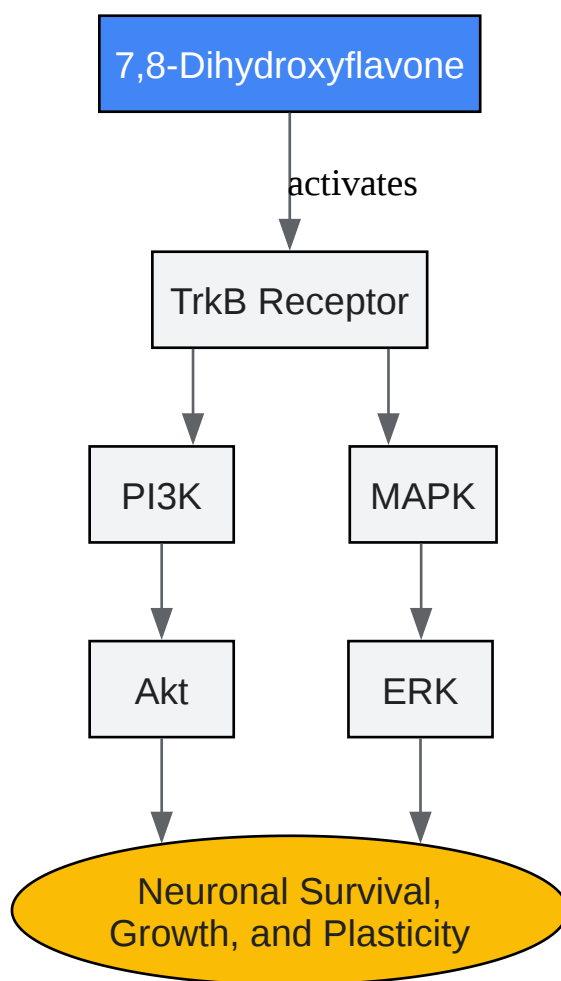 7,8-Dihydroxyflavone
activates
TrkB Receptor
PI3K
MAPK
Akt
ERK
Neuronal Survival,
Growth, and Plasticity